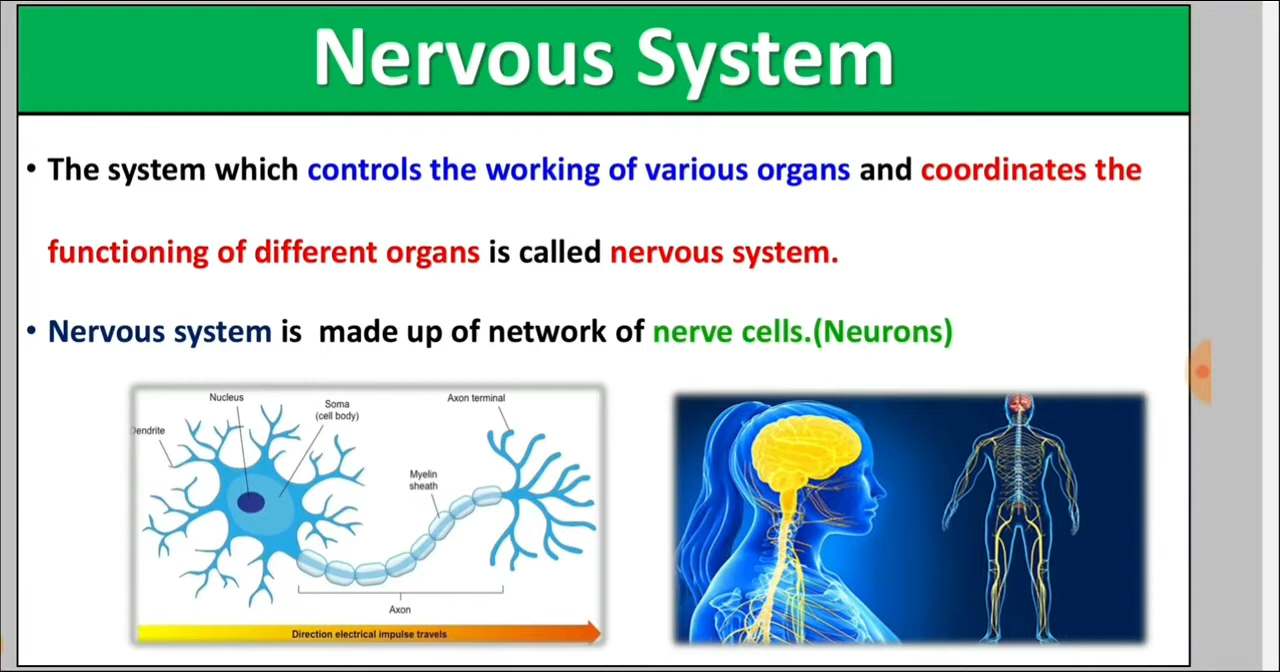 Nervous System
• The system which controls the working of various organs and coordinates the
functioning of different organs is called nervous system.
• Nervous system is  made up of network of nerve cells.(Neurons)
Nucleus
Soma
(cell body)
Axon terminal
Dendrite
Myelin
sheath
Axon
Direction electrical impulse travels